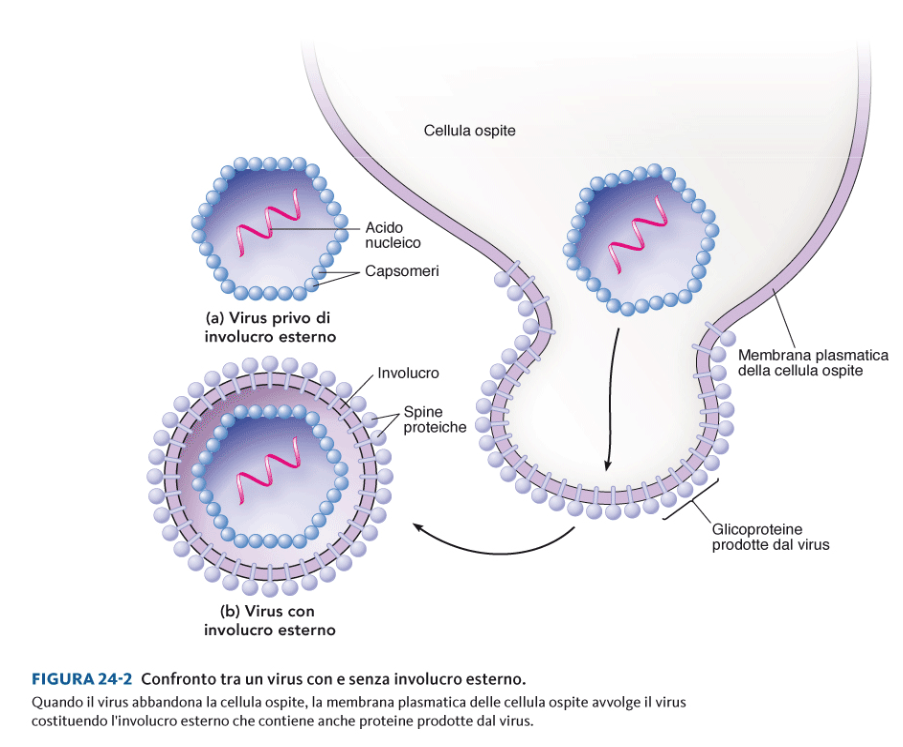 Cellula ospite
Acido
nucleico
Capsomeri
(a) Virus privo di
involucro esterno
Membrana plasmatica
della cellula ospite
Involucro
Spine
proteiche
Glicoproteine
prodotte dal virus
(b) Virus con
involucro esterno
FIGURA 24-2 Confronto tra un virus con e senza involucro esterno.
Quando il virus abbandona la cellula ospite, la membrana plasmatica delle cellula ospite avvolge il virus
costituendo l'involucro esterno che contiene anche proteine prodotte dal virus.